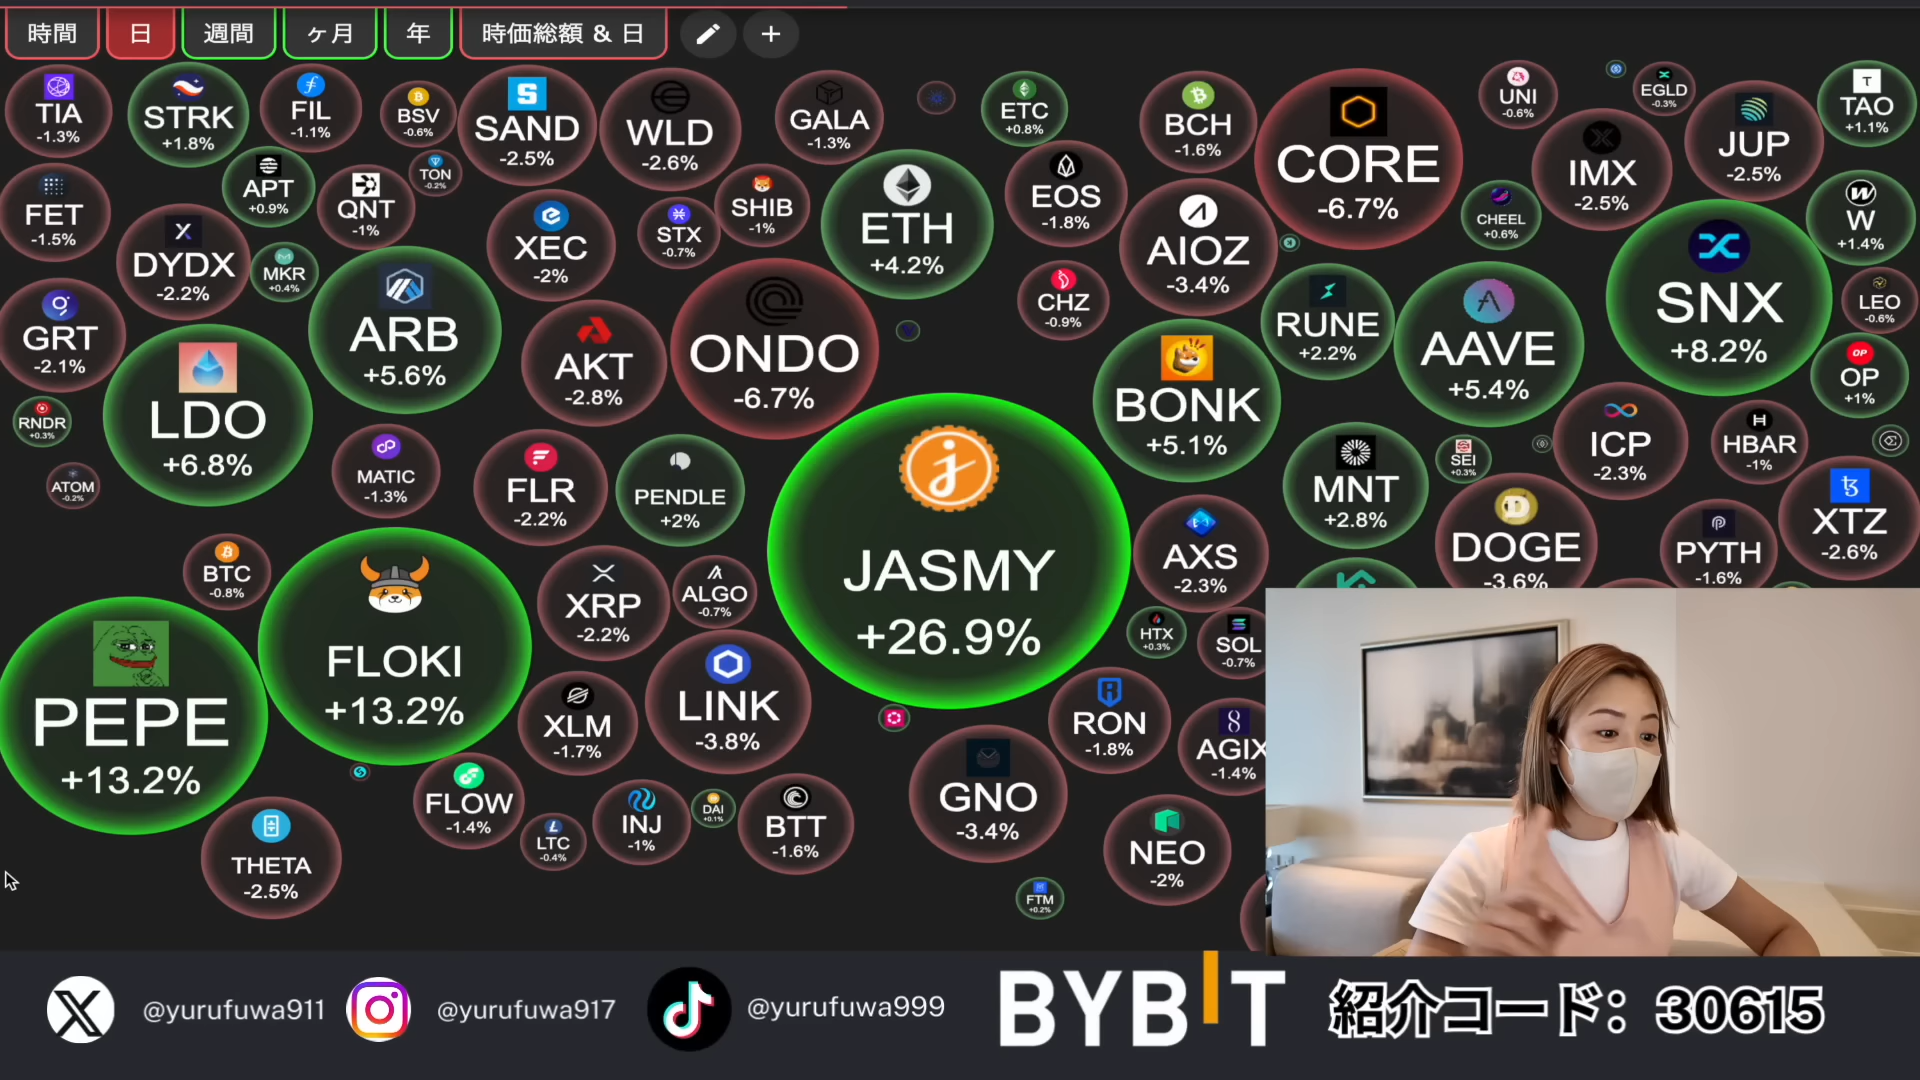 時間 日 週間 ヶ月 年 時価総額 & 日
TIA
-1.3%
STRK
+1.8%
FIL
-1.1%
BSV
-0.6%
SAND
-2.5%
WLD
-2.6%
GALA
-1.3%
ETC
+0.8%
BCH
-1.6%
CORE
-6.7%
UNI
-0.6%
EGLD
-0.3%
JUP
-2.5%
TAO
+1.1%
FET
-1.5%
APT
+0.9%
QNT
-1%
TON
-0.2%
DYDX
-2.2%
MKR
+0.4%
XEC
-2%
STX
-0.7%
SHIB
-1%
ETH
+4.2%
EOS
-1.8%
AIOZ
-3.4%
IMX
-2.5%
CHEEL
+0.6%
W
+1.4%
GRT
-2.1%
ARB
+5.6%
AKT
-2.8%
ONDO
-6.7%
CHZ
-0.9%
RUNE
+2.2%
AAVE
+5.4%
SNX
+8.2%
LEO
-0.6%
OP
+1%
RNDR
+0.3%
LDO
+6.8%
BONK
+5.1%
ICP
-2.3%
HBAR
-1%
ATOM
-0.2%
MATIC
-1.3%
FLR
-2.2%
PENDLE
+2%
MNT
+2.8%
SEI
+0.3%
DOGE
-3.6%
PYTH
-1.6%
XTZ
-2.6%
BTC
-0.8%
FLOKI
+13.2%
XRP
-2.2%
ALGO
-0.7%
JASMY
+26.9%
AXS
-2.3%
HTX
+0.3%
SOL
-0.7%
PEPE
+13.2%
XLM
-1.7%
LINK
-3.8%
RON
-1.8%
AGIX
-1.4%
THETA
-2.5%
FLOW
-1.4%
LTC
-0.4%
INJ
-1%
DAI
+0.1%
BTT
-1.6%
GNO
-3.4%
NEO
-2%
FTM
+0.2%
@yurufuwa911 @yurufuwa917 @yurufuwa999 BYBIT 紹介コード：30615